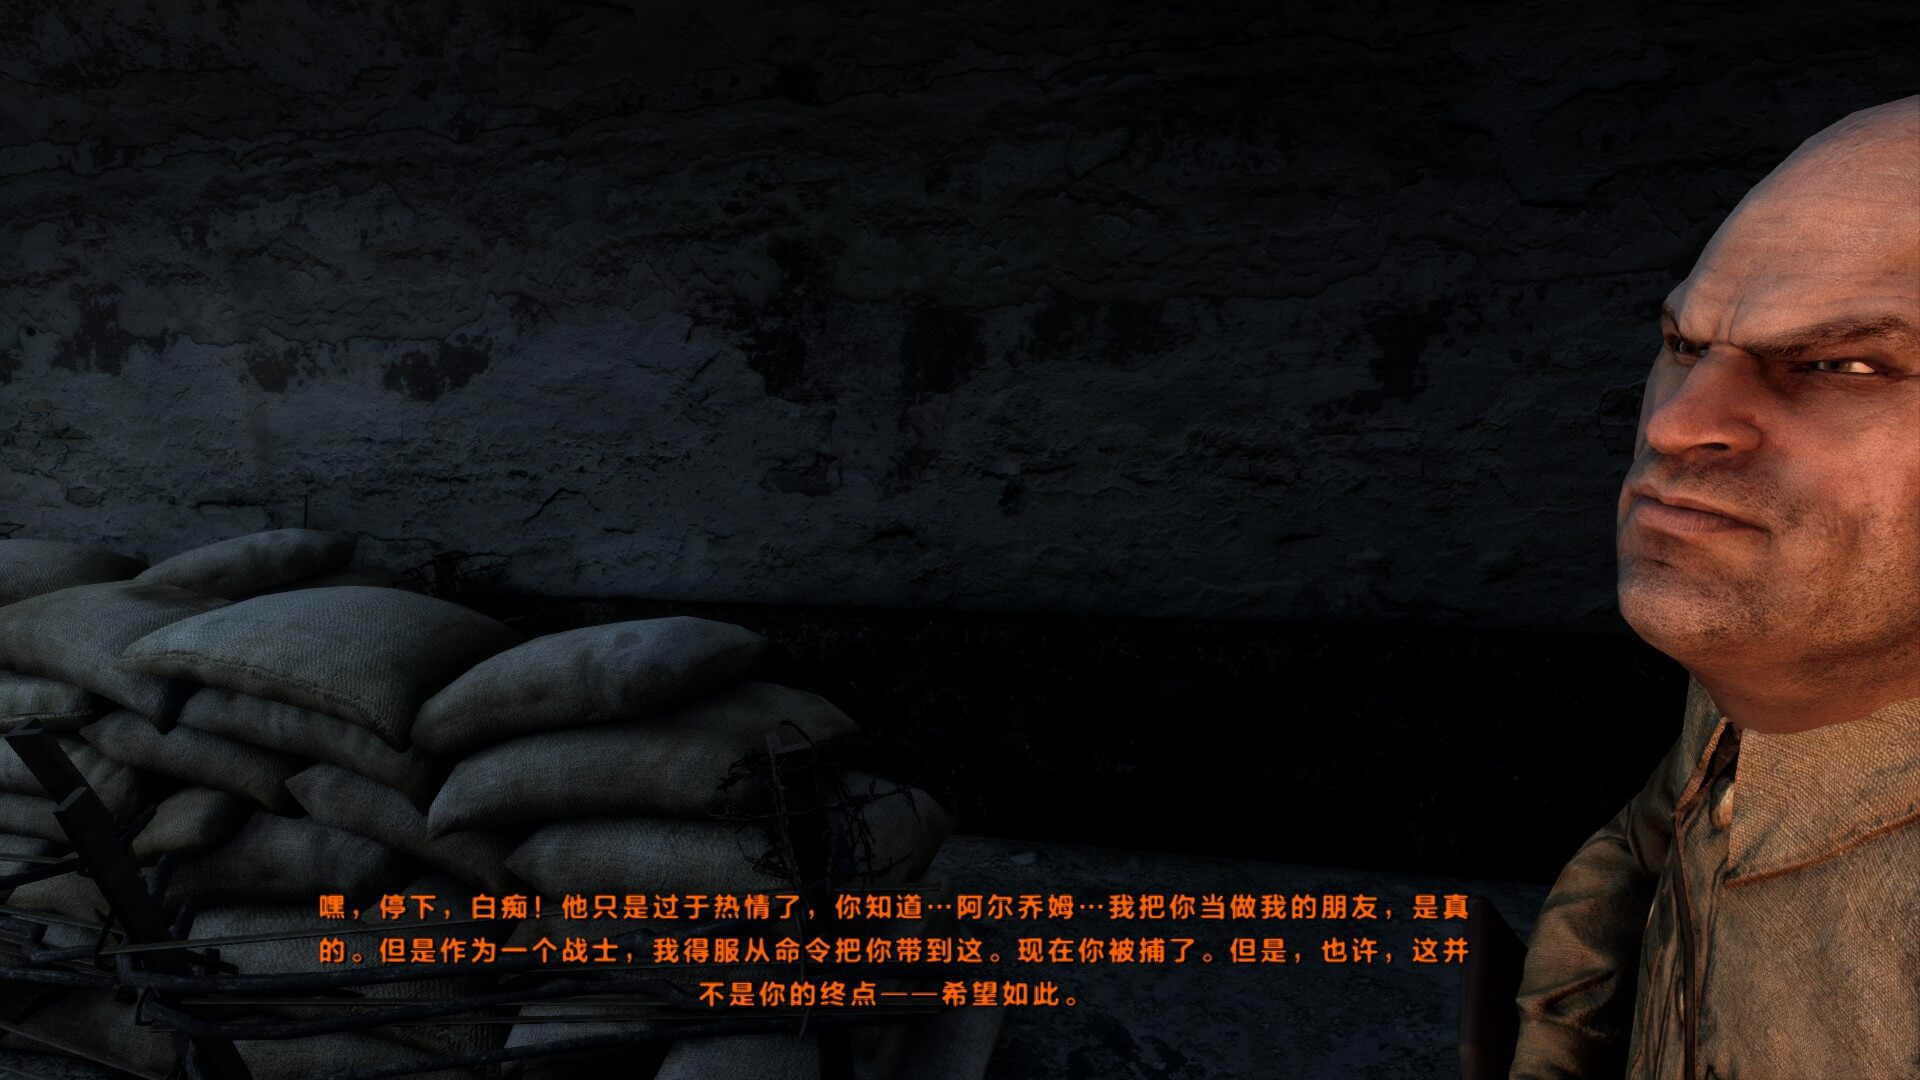 嘿，停下，白痴！他只是过于热情了，你知道…阿尔乔姆…我把你当做我的朋友，是真
的。但是作为一个战士，我得服从命令把你带到这。现在你被捕了。但是，也许，这并
不是你的终点——希望如此。